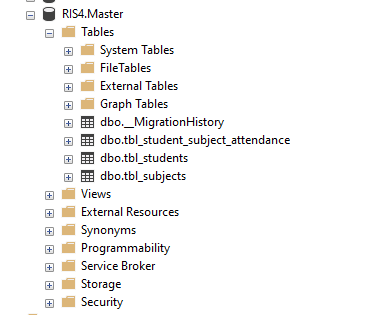 RIS4.Master
Tables
System Tables
FileTables
External Tables
Graph Tables
dbo.__MigrationHistory
dbo.tbl_student_subject_attendance
dbo.tbl_students
dbo.tbl_subjects
Views
External Resources
Synonyms
Programmability
Service Broker
Storage
Security